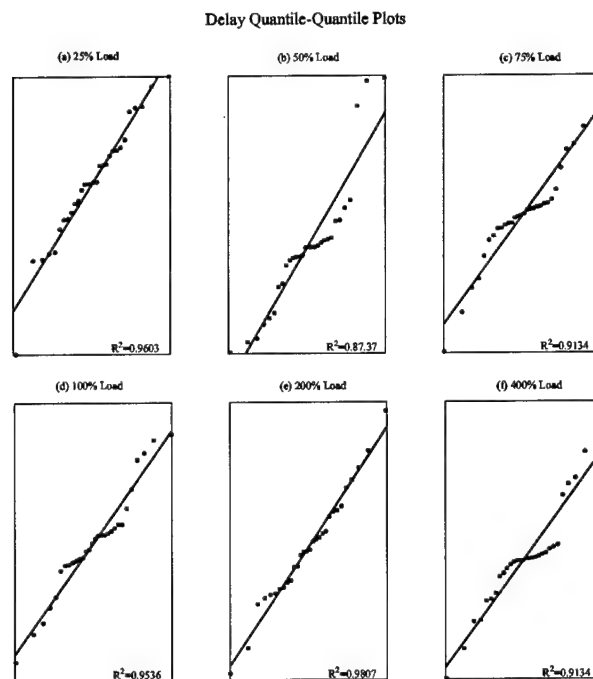 Delay Quantile-Quantile Plots
(a) 25% Load
(b) 50% Load
(c) 75% Load
R²=0.9603
R²=0.87.37
R²=0.9134
(d) 100% Load
(e) 200% Load
(f) 400% Load
R²=0.9536
R²=0.9807
R²=0.9134